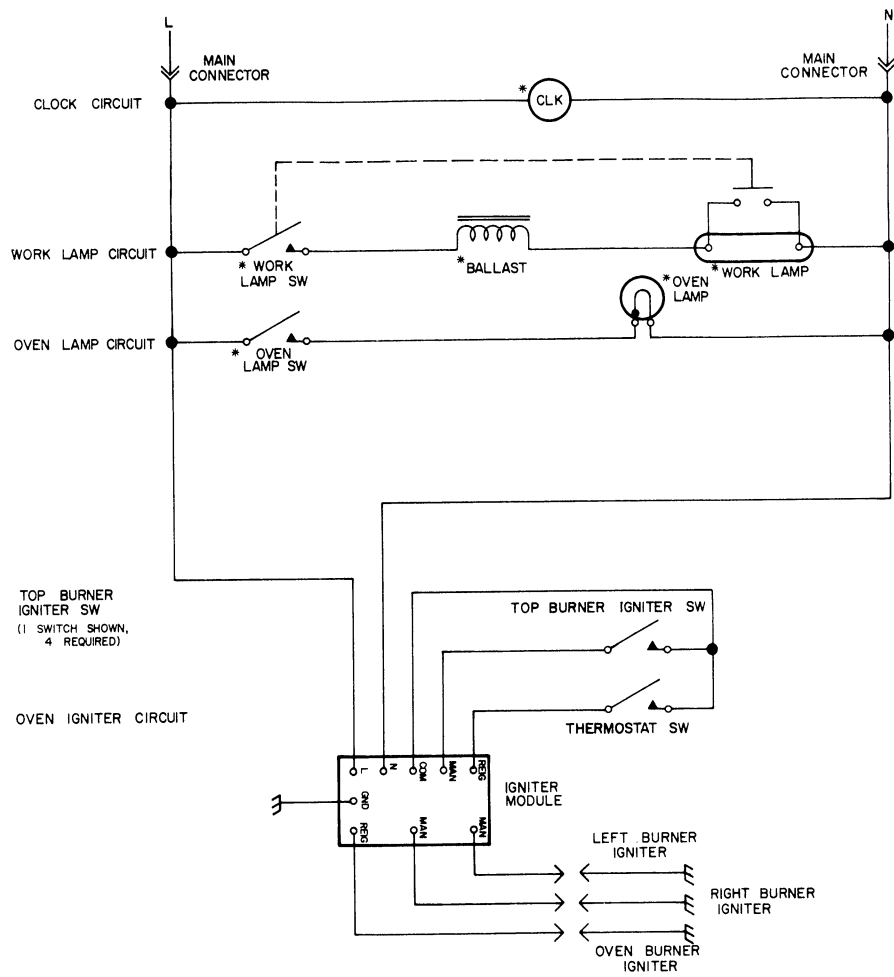 L
N
MAIN
CONNECTOR
MAIN
CONNECTOR
CLOCK CIRCUIT
* CLK
WORK LAMP CIRCUIT
* WORK
LAMP SW
*BALLAST
*WORK LAMP
*OVEN
LAMP
OVEN LAMP CIRCUIT
* OVEN
LAMP SW
TOP BURNER
IGNITER SW
(1 SWITCH SHOWN,
4 REQUIRED)
TOP BURNER IGNITER SW
OVEN IGNITER CIRCUIT
THERMOSTAT SW
L N COM MAN REIG
GND
REIG MAN MAN
IGNITER
MODULE
LEFT BURNER
IGNITER
RIGHT BURNER
IGNITER
OVEN BURNER
IGNITER